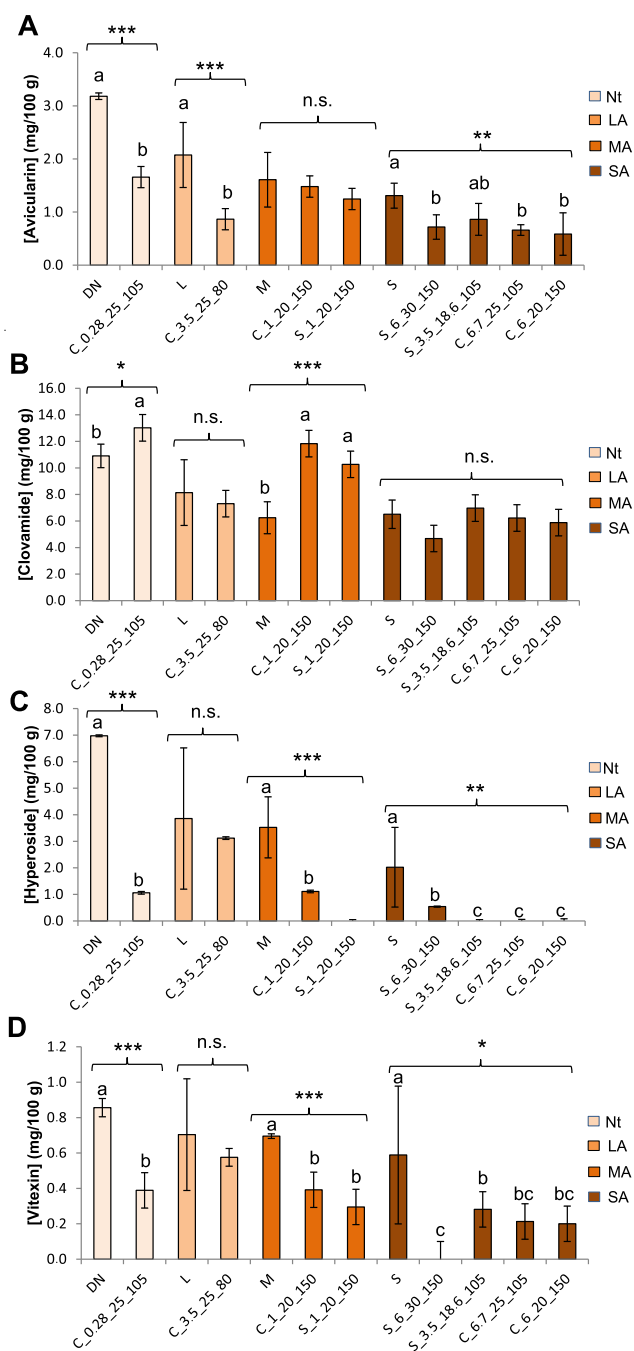 A
[Avicularin] (mg/100 g)
4.0
3.0
2.0
1.0
0.0
***
***
n.s.
**
a
b
a
b
a
b
ab
b
b
DN
C_0.28_25_105
L
C_3.5_25_80
M
C_1_20_150
S_1_20_150
S
S_6_30_150
S_3.5_18.6_105
C_6.7_25_105
C_6_20_150
Nt
LA
MA
SA
B
[Clovamide] (mg/100 g)
16.0
14.0
12.0
10.0
8.0
6.0
4.0
2.0
0.0
*
n.s.
***
n.s.
b
a
b
a
a
DN
C_0.28_25_105
L
C_3.5_25_80
M
C_1_20_150
S_1_20_150
S
S_6_30_150
S_3.5_18.6_105
C_6.7_25_105
C_6_20_150
Nt
LA
MA
SA
C
[Hyperoside] (mg/100 g)
8.0
7.0
6.0
5.0
4.0
3.0
2.0
1.0
0.0
***
n.s.
***
**
a
b
a
b
a
b
c
c
c
DN
C_0.28_25_105
L
C_3.5_25_80
M
C_1_20_150
S_1_20_150
S
S_6_30_150
S_3.5_18.6_105
C_6.7_25_105
C_6_20_150
Nt
LA
MA
SA
D
[Vitexin] (mg/100 g)
1.2
1.0
0.8
0.6
0.4
0.2
0.0
***
n.s.
***
*
a
b
a
b
b
a
c
b
bc
bc
DN
C_0.28_25_105
L
C_3.5_25_80
M
C_1_20_150
S_1_20_150
S
S_6_30_150
S_3.5_18.6_105
C_6.7_25_105
C_6_20_150
Nt
LA
MA
SA